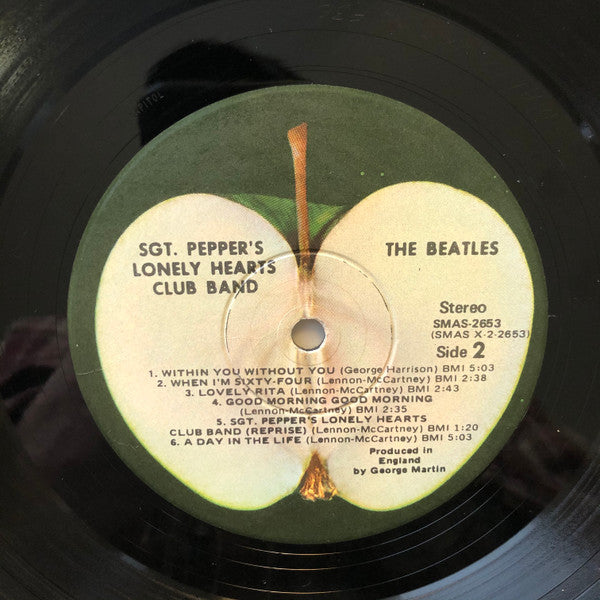 SGT. PEPPER'S
LONELY HEARTS
CLUB BAND
THE BEATLES
Stereo
SMAS-2653
(SMAS X-2-2653)
Side 2
1. WITHIN YOU WITHOUT YOU (George Harrison) BMI 5:03
2. WHEN I'M SIXTY-FOUR (Lennon-McCartney) BMI 2:38
3. LOVELY RITA (Lennon-McCartney) BMI 2:43
4. GOOD MORNING GOOD MORNING
(Lennon-McCartney) BMI 2:35
5. SGT. PEPPER'S LONELY HEARTS
CLUB BAND (REPRISE) (Lennon-McCartney) BMI 1:20
6. A DAY IN THE LIFE (Lennon-McCartney) BMI 5:03
Produced in
England
by George Martin